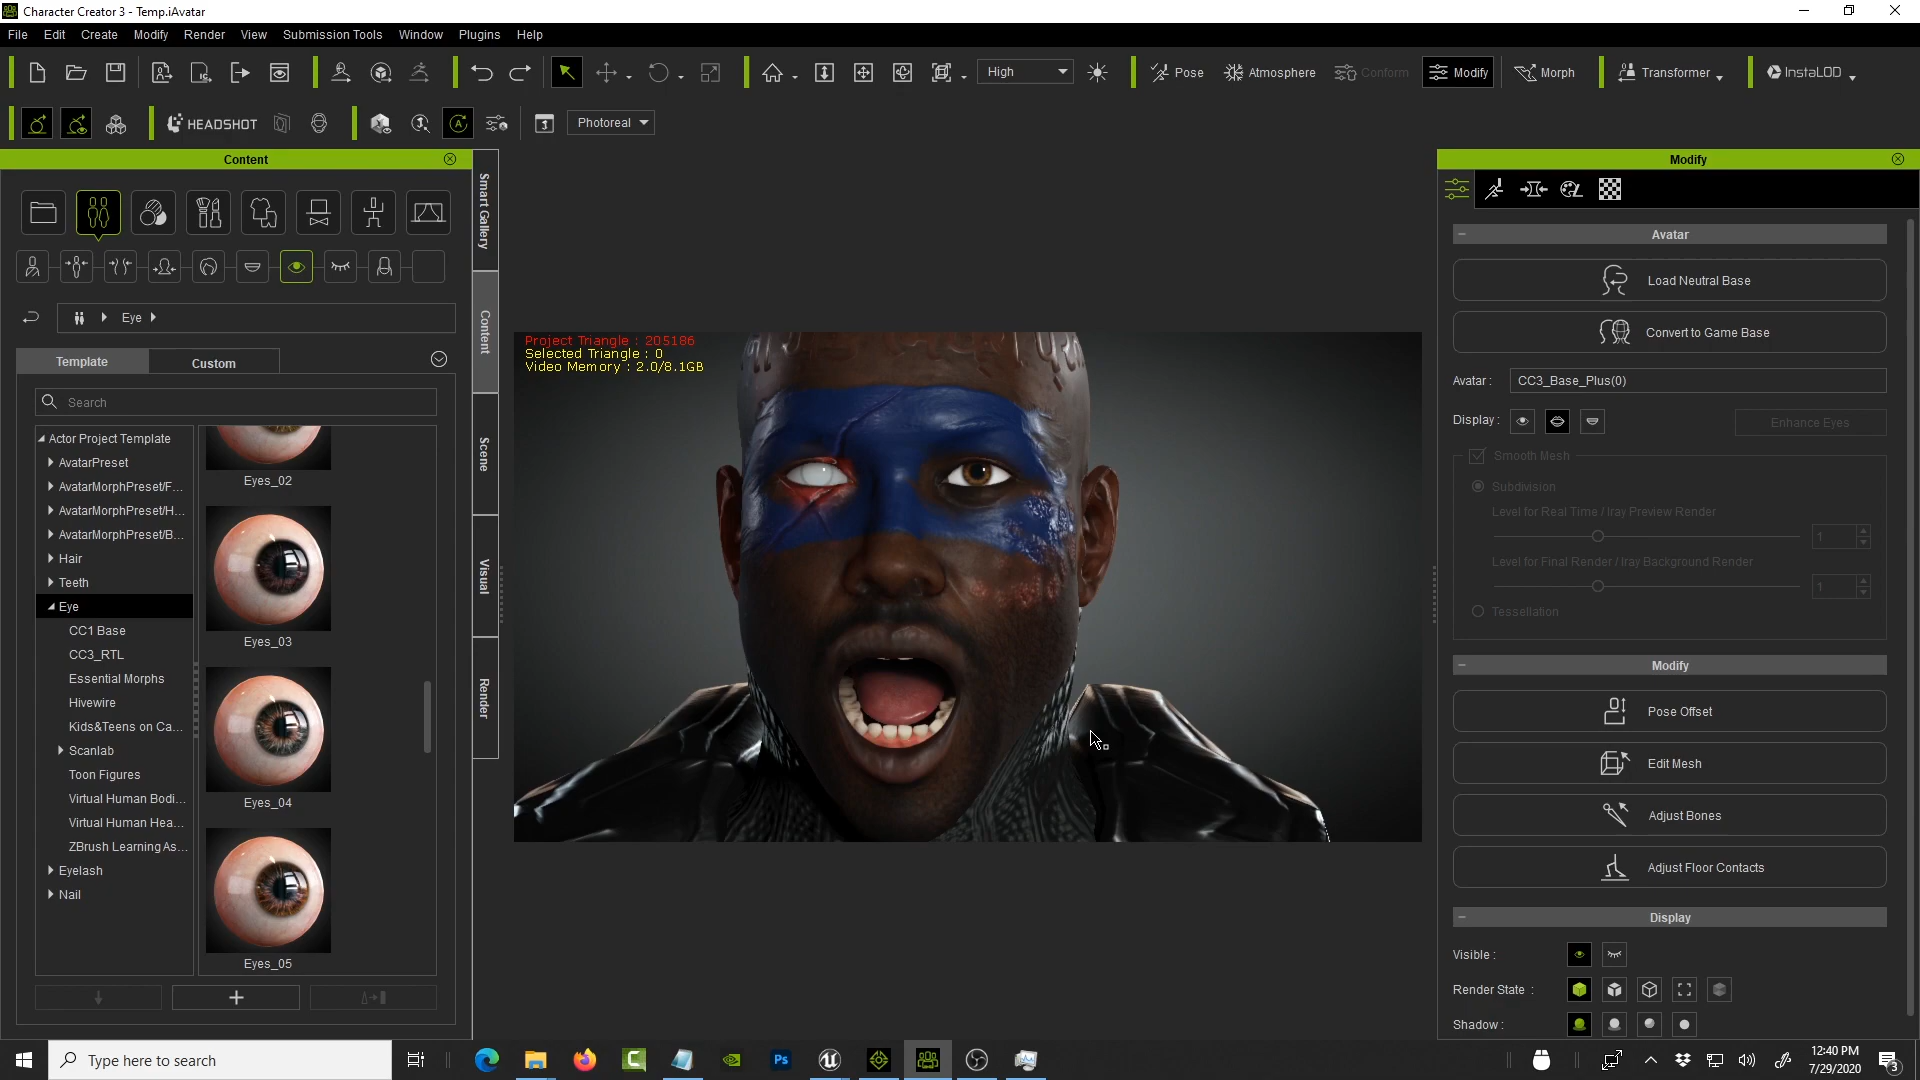 Character Creator 3 - Temp.iAvatar
File Edit Create Modify Render View Submission Tools Window Plugins Help
High Pose Atmosphere Conform Modify Morph Transformer InstaLOD
HEADSHOT Photoreal
Content
Smart Gallery
Content
Scene
Visual
Render
Eye
Template Custom
Search
Actor Project Template
AvatarPreset
AvatarMorphPreset/F...
AvatarMorphPreset/H...
AvatarMorphPreset/B...
Hair
Teeth
Eye
CC1 Base
CC3_RTL
Essential Morphs
Hivewire
Kids&Teens on Ca...
Scanlab
Toon Figures
Virtual Human Bodi...
Virtual Human Hea...
ZBrush Learning As...
Eyelash
Nail
Eyes_02
Eyes_03
Eyes_04
Eyes_05
Project Triangle : 205186
Selected Triangle : 0
Video Memory : 2.0/8.1GB
Modify
Avatar
Load Neutral Base
Convert to Game Base
Avatar : CC3_Base_Plus(0)
Display : Enhance Eyes
Smooth Mesh
Subdivision
Level for Real Time / Iray Preview Render
1
Level for Final Render / Iray Background Render
1
Tessellation
Modify
Pose Offset
Edit Mesh
Adjust Bones
Adjust Floor Contacts
Display
Visible :
Render State :
Shadow :
Type here to search
Ps
12:40 PM
7/29/2020
3